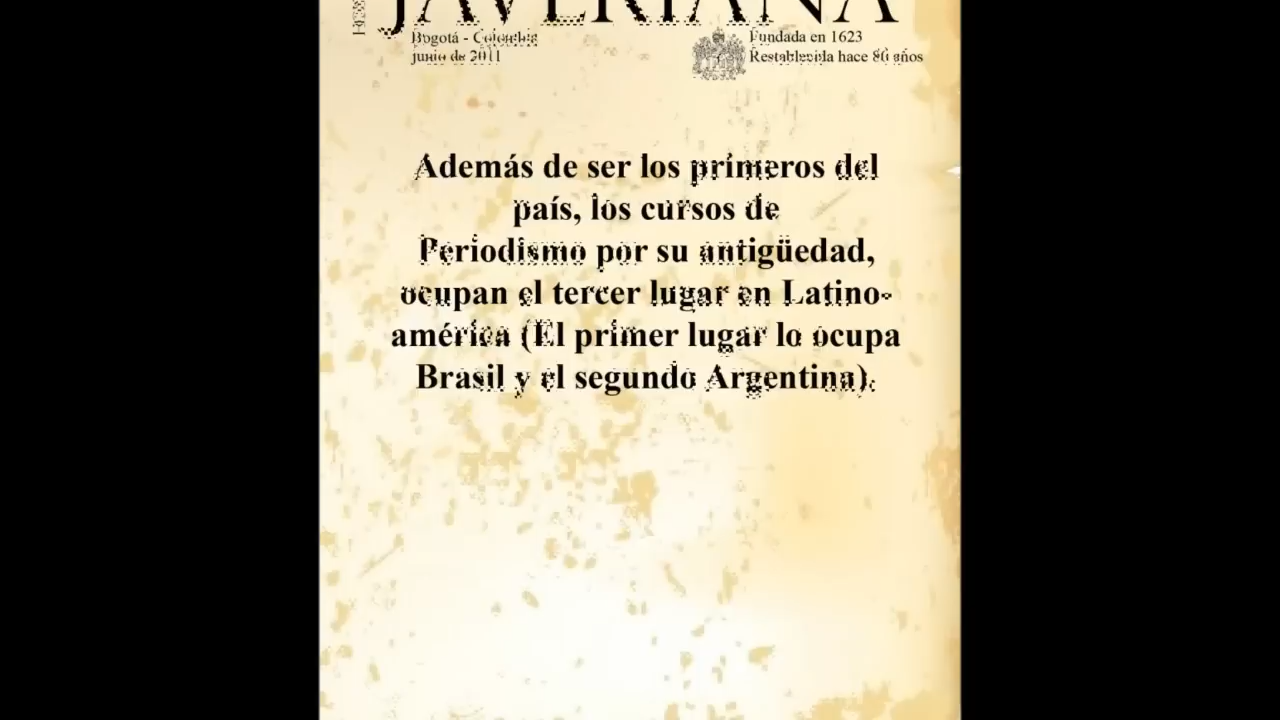 JAVERIANA
Bogotá - Colombia
junio de 2011
Fundada en 1623
Restablecida hace 80 años
Además de ser los primeros del
país, los cursos de
Periodismo por su antigüedad,
ocupan el tercer lugar en Latino-
américa (El primer lugar lo ocupa
Brasil y el segundo Argentina).